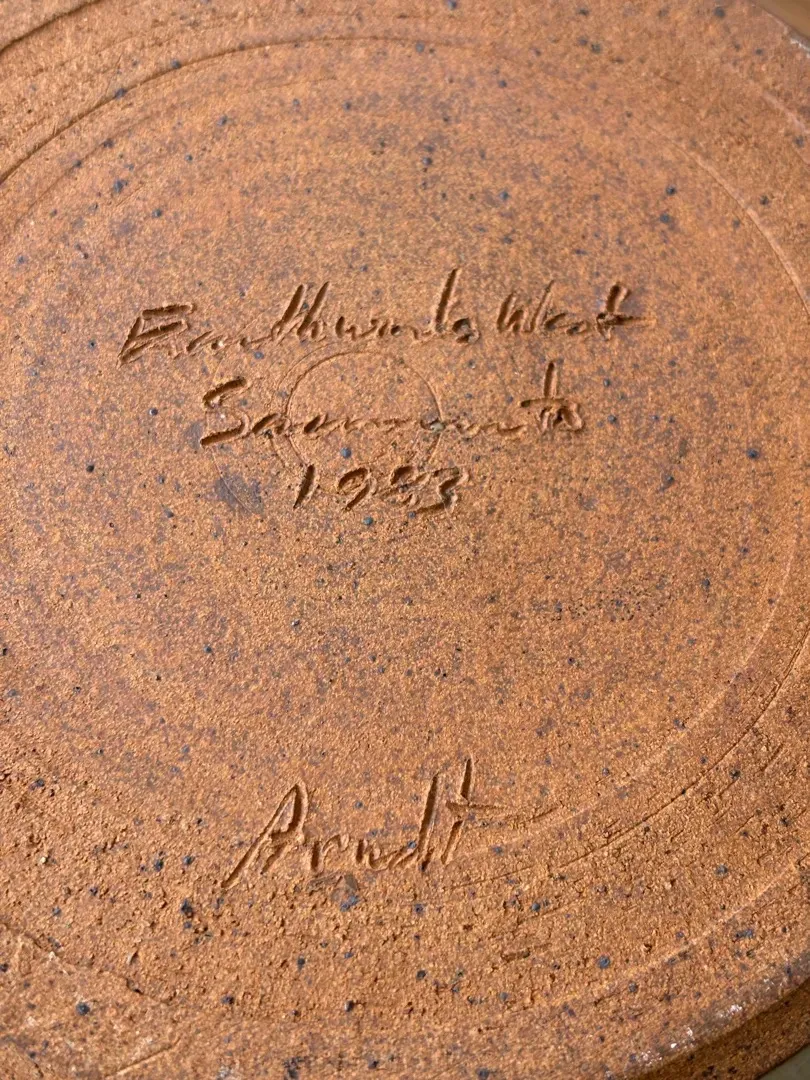 Earthworks West
Sacramento
1983
Arndt